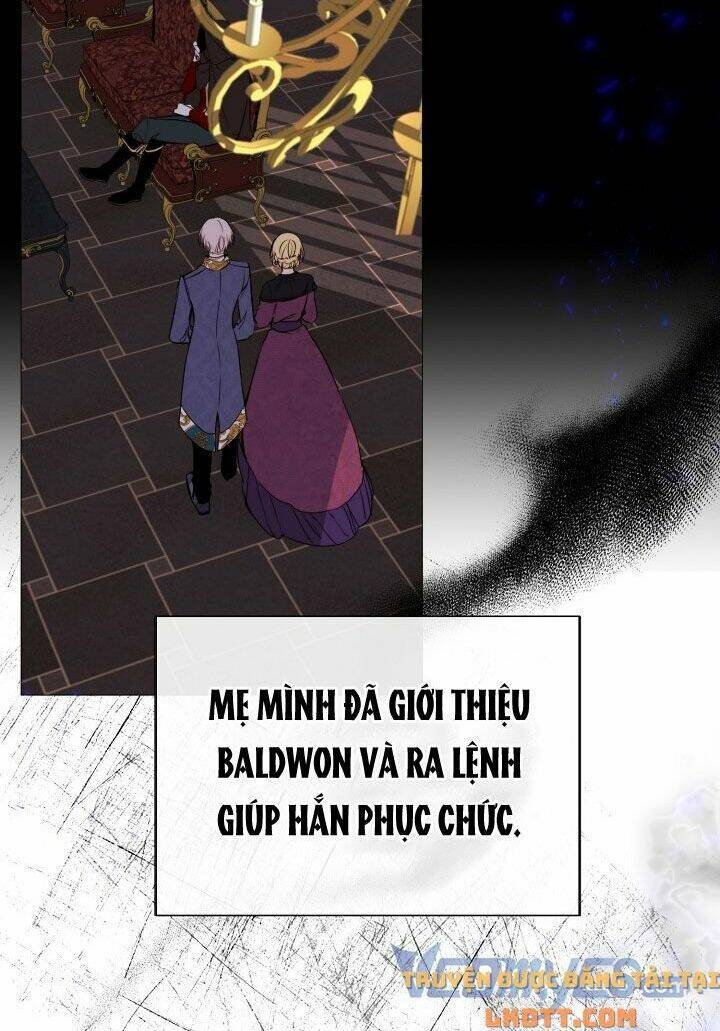 MẸ MÌNH ĐÃ GIỚI THIỆU
BALDWON VÀ RA LỆNH
GIÚP HẮN PHỤC CHỨC.
TRUYỆN ĐƯỢC ĐĂNG TẢI TẠI
LHDTT.COM